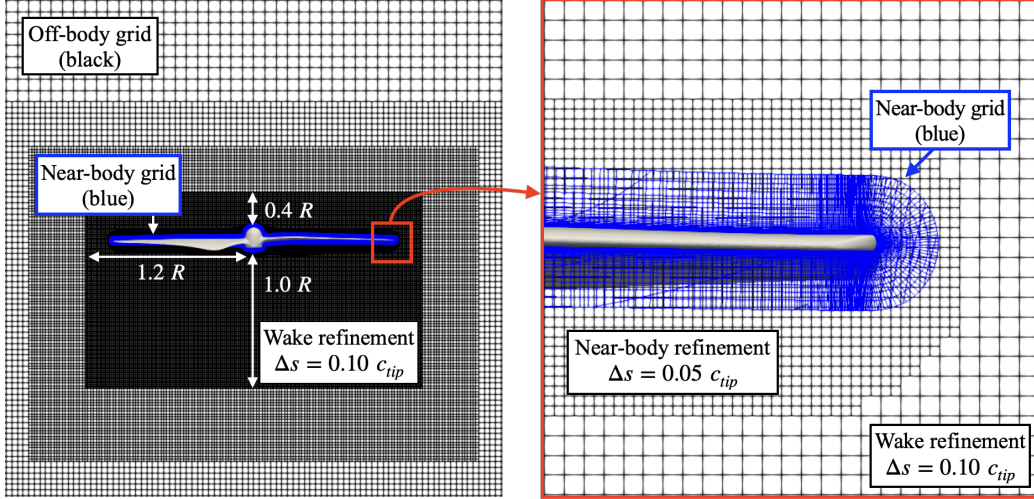 Off-body grid
(black)
Near-body grid
(blue)
0.4 R
1.2 R
1.0 R
Wake refinement
Δs = 0.10 c_tip
Near-body grid
(blue)
Near-body refinement
Δs = 0.05 c_tip
Wake refinement
Δs = 0.10 c_tip